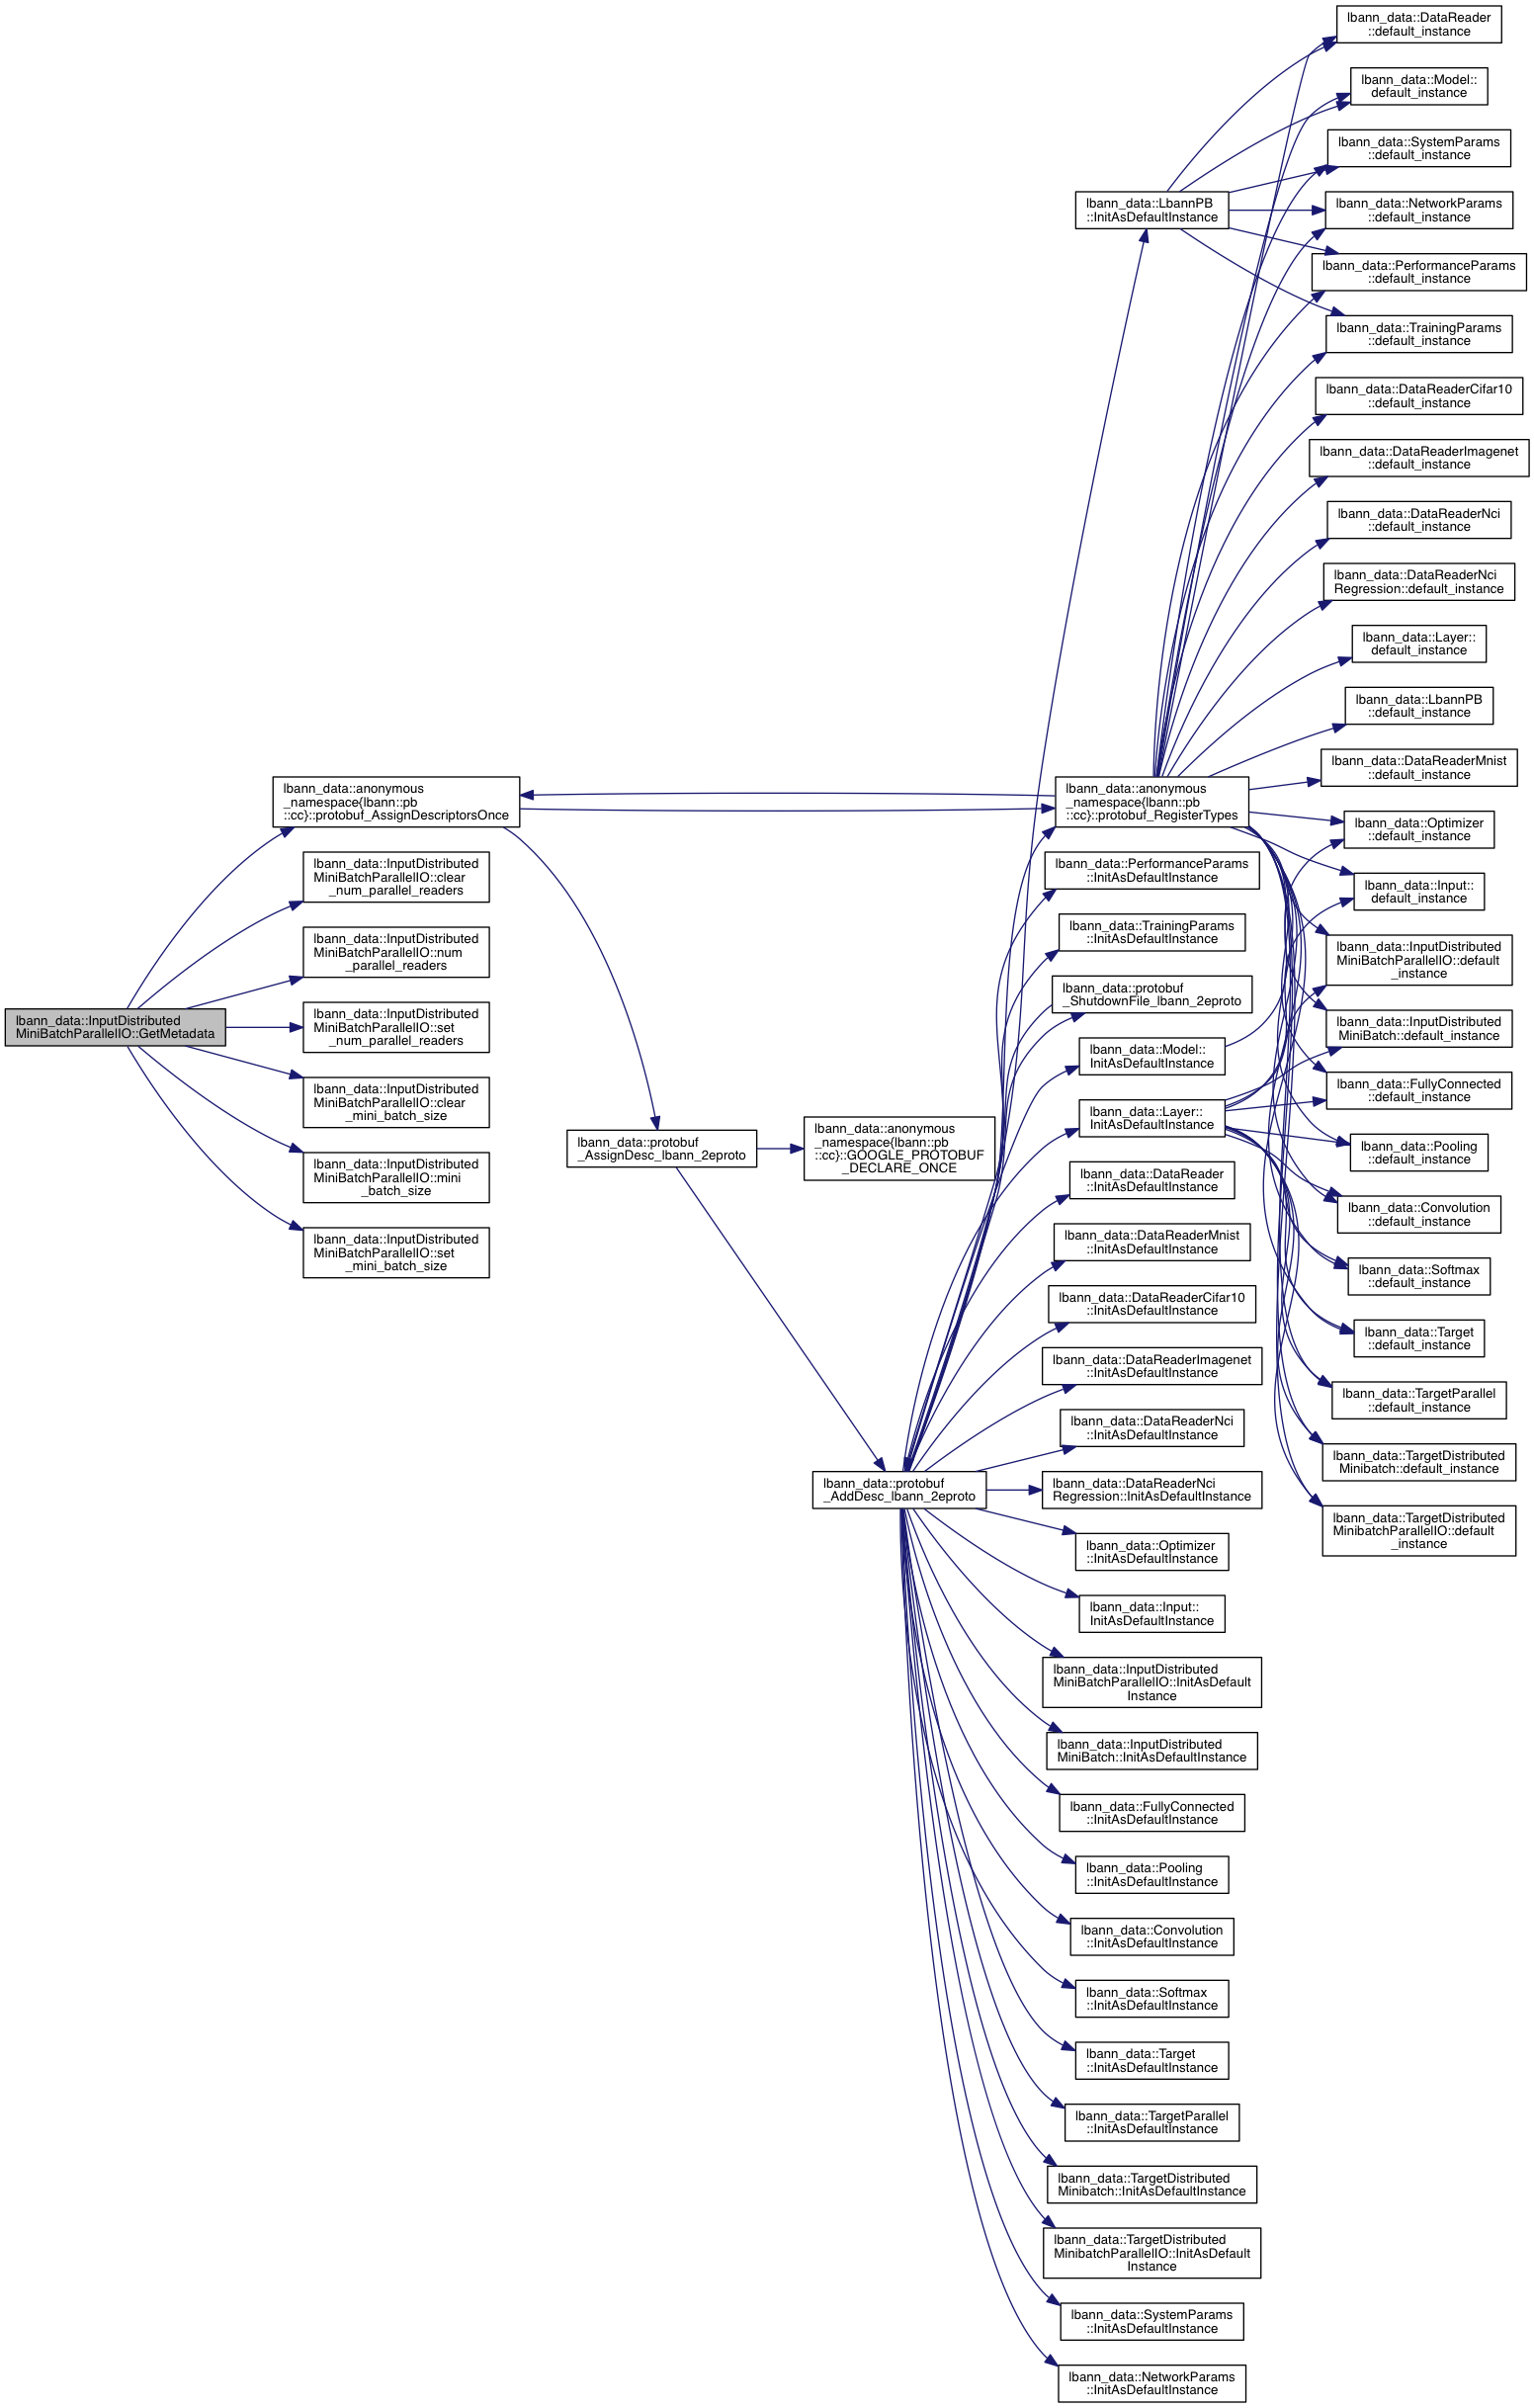 lbann_data::InputDistributed
MiniBatchParallelIO::GetMetadata
lbann_data::anonymous
_namespace{lbann::pb
::cc}::protobuf_AssignDescriptorsOnce
lbann_data::InputDistributed
MiniBatchParallelIO::clear
_num_parallel_readers
lbann_data::InputDistributed
MiniBatchParallelIO::num
_parallel_readers
lbann_data::InputDistributed
MiniBatchParallelIO::set
_num_parallel_readers
lbann_data::InputDistributed
MiniBatchParallelIO::clear
_mini_batch_size
lbann_data::InputDistributed
MiniBatchParallelIO::mini
_batch_size
lbann_data::InputDistributed
MiniBatchParallelIO::set
_mini_batch_size
lbann_data::protobuf
_AssignDesc_lbann_2eproto
lbann_data::anonymous
_namespace{lbann::pb
::cc}::GOOGLE_PROTOBUF
_DECLARE_ONCE
lbann_data::protobuf
_AddDesc_lbann_2eproto
lbann_data::LbannPB
::InitAsDefaultInstance
lbann_data::anonymous
_namespace{lbann::pb
::cc}::protobuf_RegisterTypes
lbann_data::PerformanceParams
::InitAsDefaultInstance
lbann_data::TrainingParams
::InitAsDefaultInstance
lbann_data::protobuf
_ShutdownFile_lbann_2eproto
lbann_data::Model::
InitAsDefaultInstance
lbann_data::Layer::
InitAsDefaultInstance
lbann_data::DataReader
::InitAsDefaultInstance
lbann_data::DataReaderMnist
::InitAsDefaultInstance
lbann_data::DataReaderCifar10
::InitAsDefaultInstance
lbann_data::DataReaderImagenet
::InitAsDefaultInstance
lbann_data::DataReaderNci
::InitAsDefaultInstance
lbann_data::DataReaderNci
Regression::InitAsDefaultInstance
lbann_data::Optimizer
::InitAsDefaultInstance
lbann_data::Input::
InitAsDefaultInstance
lbann_data::InputDistributed
MiniBatchParallelIO::InitAsDefault
Instance
lbann_data::InputDistributed
MiniBatch::InitAsDefaultInstance
lbann_data::FullyConnected
::InitAsDefaultInstance
lbann_data::Pooling
::InitAsDefaultInstance
lbann_data::Convolution
::InitAsDefaultInstance
lbann_data::Softmax
::InitAsDefaultInstance
lbann_data::Target
::InitAsDefaultInstance
lbann_data::TargetParallel
::InitAsDefaultInstance
lbann_data::TargetDistributed
Minibatch::InitAsDefaultInstance
lbann_data::TargetDistributed
MinibatchParallelIO::InitAsDefault
Instance
lbann_data::SystemParams
::InitAsDefaultInstance
lbann_data::NetworkParams
::InitAsDefaultInstance
lbann_data::DataReader
::default_instance
lbann_data::Model::
default_instance
lbann_data::SystemParams
::default_instance
lbann_data::NetworkParams
::default_instance
lbann_data::PerformanceParams
::default_instance
lbann_data::TrainingParams
::default_instance
lbann_data::DataReaderCifar10
::default_instance
lbann_data::DataReaderImagenet
::default_instance
lbann_data::DataReaderNci
::default_instance
lbann_data::DataReaderNci
Regression::default_instance
lbann_data::Layer::
default_instance
lbann_data::LbannPB
::default_instance
lbann_data::DataReaderMnist
::default_instance
lbann_data::Optimizer
::default_instance
lbann_data::Input::
default_instance
lbann_data::InputDistributed
MiniBatchParallelIO::default
_instance
lbann_data::InputDistributed
MiniBatch::default_instance
lbann_data::FullyConnected
::default_instance
lbann_data::Pooling
::default_instance
lbann_data::Convolution
::default_instance
lbann_data::Softmax
::default_instance
lbann_data::Target
::default_instance
lbann_data::TargetParallel
::default_instance
lbann_data::TargetDistributed
Minibatch::default_instance
lbann_data::TargetDistributed
MinibatchParallelIO::default
_instance